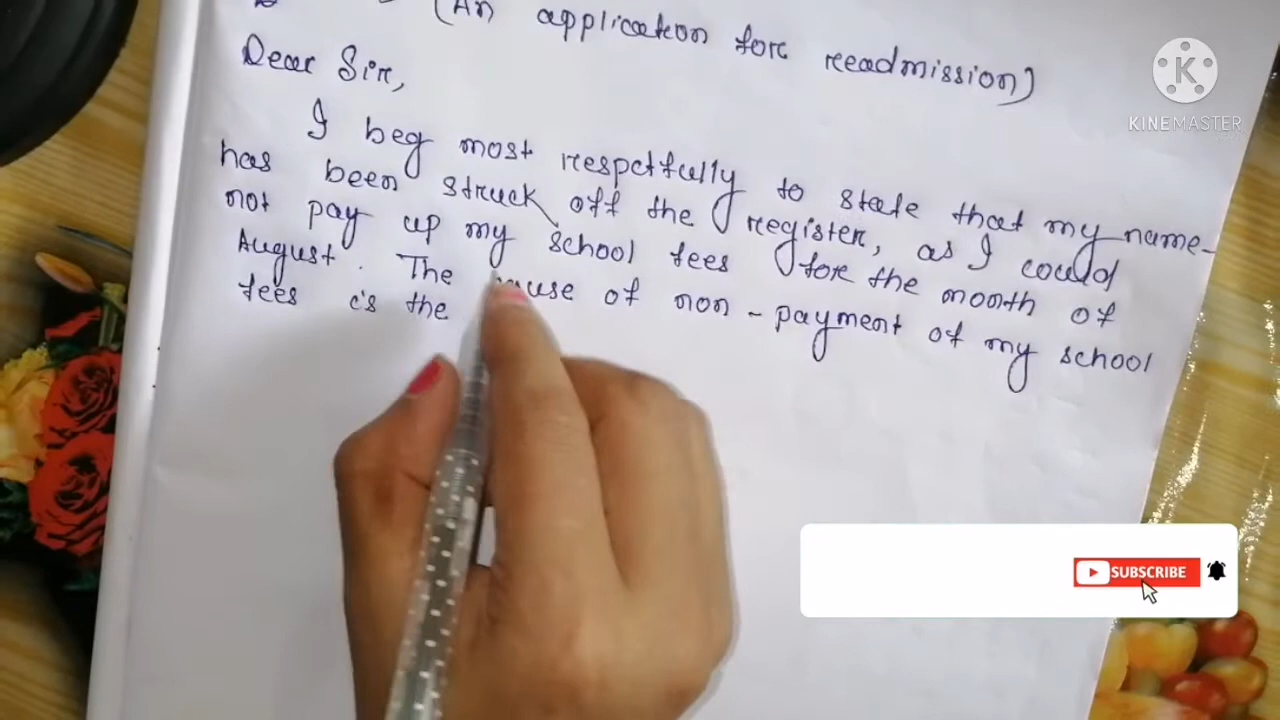 (An application for readmission)
Dear Sir,
I beg most respctfully to state that my name-
has been struck off the register, as I could
not pay up my school fees for the month of
August. The cause of non-payment of my school
fees is the
KINEMASTER
SUBSCRIBE